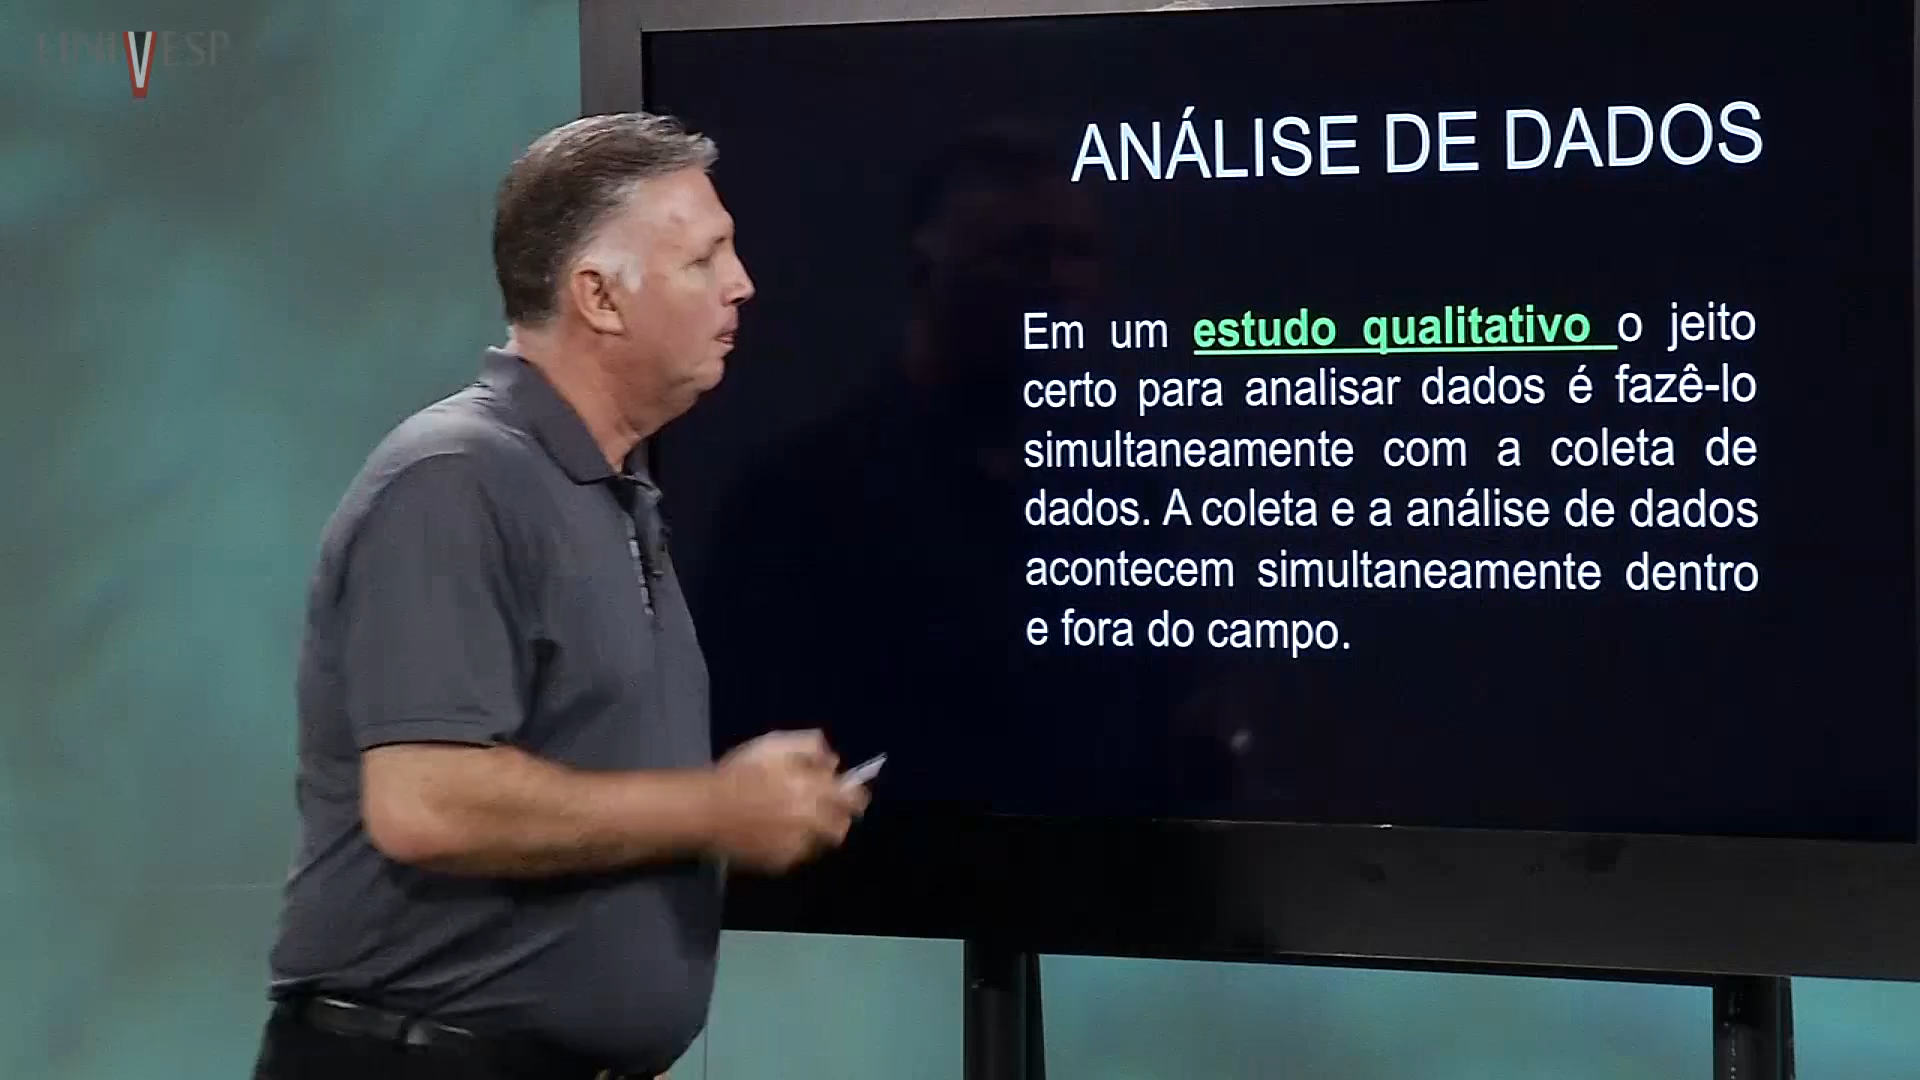 UNIVESP
ANÁLISE DE DADOS
Em um estudo qualitativo o jeito
certo para analisar dados é fazê-lo
simultaneamente com a coleta de
dados. A coleta e a análise de dados
acontecem simultaneamente dentro
e fora do campo.